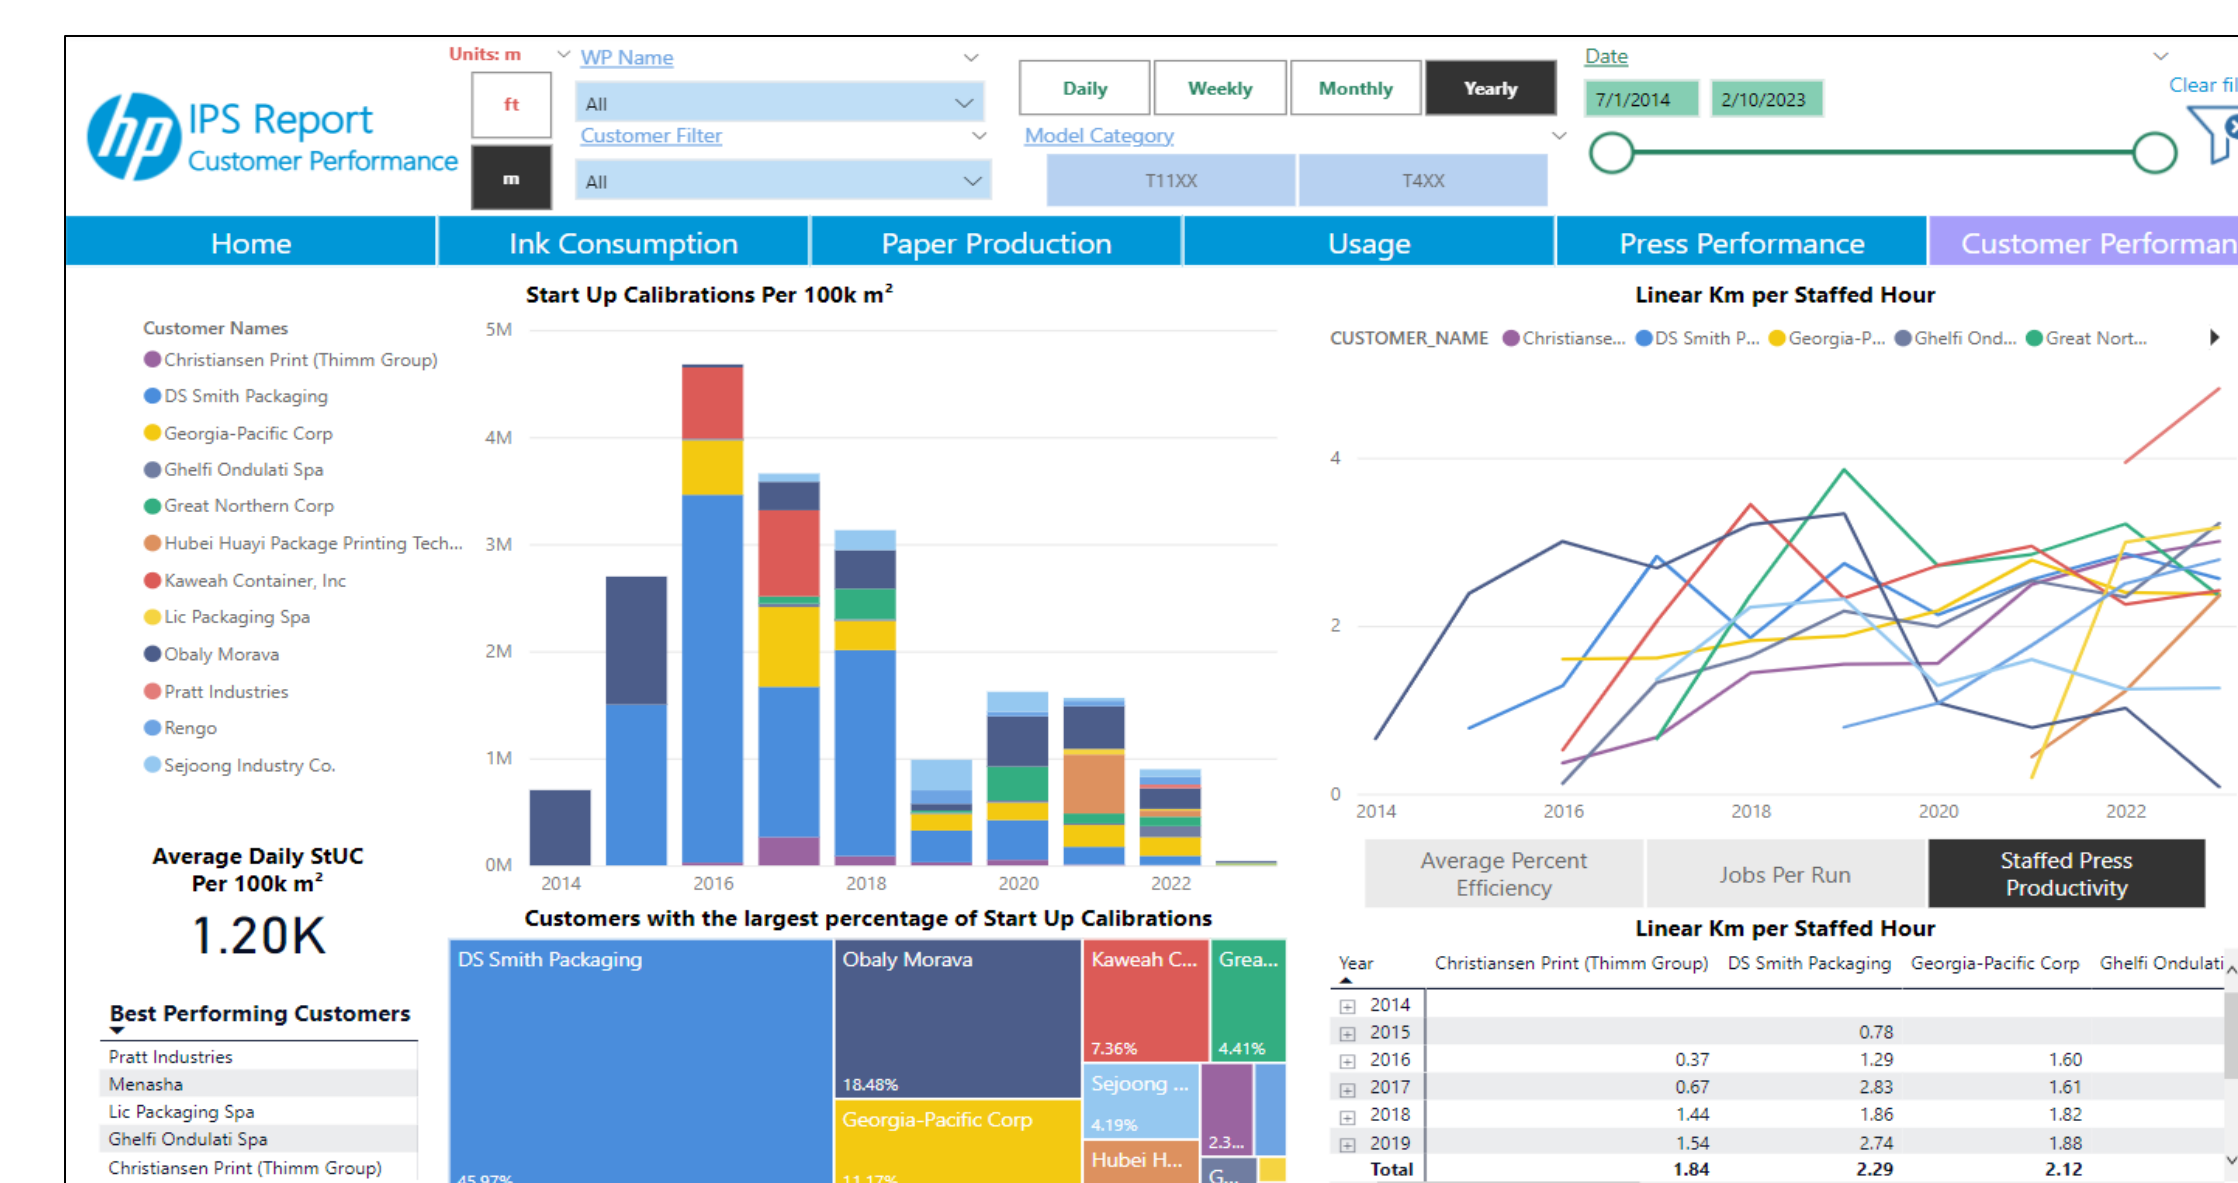 Units: m
WP Name
Date
ft
All
Daily
Weekly
Monthly
Yearly
7/1/2014
2/10/2023
Clear fil
hp
IPS Report
Customer Performance
Customer Filter
Model Category
m
All
T11XX
T4XX
Home
Ink Consumption
Paper Production
Usage
Press Performance
Customer Performan
Start Up Calibrations Per 100k m²
Customer Names
Christiansen Print (Thimm Group)
DS Smith Packaging
Georgia-Pacific Corp
Ghelfi Ondulati Spa
Great Northern Corp
Hubei Huayi Package Printing Tech...
Kaweah Container, Inc
Lic Packaging Spa
Obaly Morava
Pratt Industries
Rengo
Sejoong Industry Co.
5M
4M
3M
2M
1M
0M
2014
2016
2018
2020
2022
Linear Km per Staffed Hour
CUSTOMER_NAME
Christianse...
DS Smith P...
Georgia-P...
Ghelfi Ond...
Great Nort...
4
2
0
2014
2016
2018
2020
2022
Average Daily StUC
Per 100k m²
1.20K
Best Performing Customers
Pratt Industries
Menasha
Lic Packaging Spa
Ghelfi Ondulati Spa
Christiansen Print (Thimm Group)
Customers with the largest percentage of Start Up Calibrations
DS Smith Packaging
45.97%
Obaly Morava
18.48%
Georgia-Pacific Corp
11.17%
Kaweah C...
7.36%
Grea...
4.41%
Sejoong ...
4.19%
2.3...
Hubei H...
G...
Average Percent
Efficiency
Jobs Per Run
Staffed Press
Productivity
Linear Km per Staffed Hour
Year Christiansen Print (Thimm Group) DS Smith Packaging Georgia-Pacific Corp Ghelfi Ondulati
2014
2015 0.78
2016 0.37 1.29 1.60
2017 0.67 2.83 1.61
2018 1.44 1.86 1.82
2019 1.54 2.74 1.88
Total 1.84 2.29 2.12